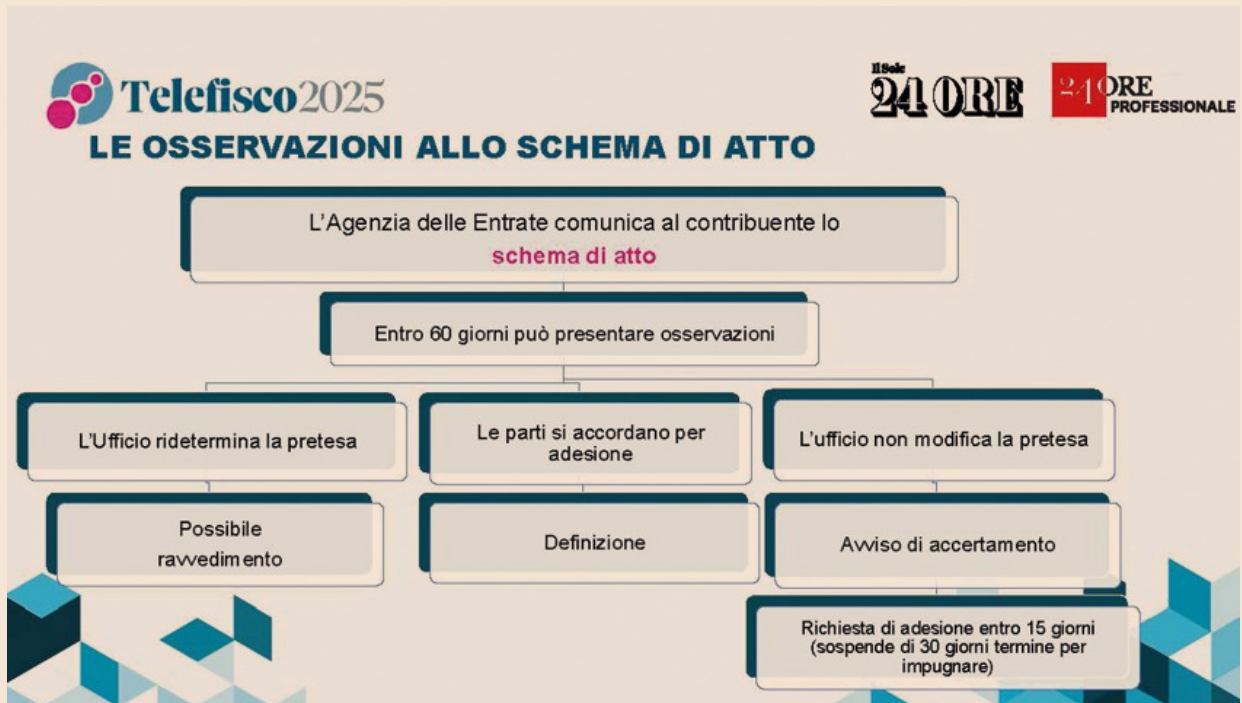 Telefisco2025
Il Sole
24 ORE
24 ORE
PROFESSIONALE
LE OSSERVAZIONI ALLO SCHEMA DI ATTO
L'Agenzia delle Entrate comunica al contribuente lo
schema di atto
Entro 60 giorni può presentare osservazioni
L'Ufficio ridetermina la pretesa
Le parti si accordano per
adesione
L'ufficio non modifica la pretesa
Possibile
ravvedimento
Definizione
Avviso di accertamento
Richiesta di adesione entro 15 giorni
(sospende di 30 giorni termine per
impugnare)